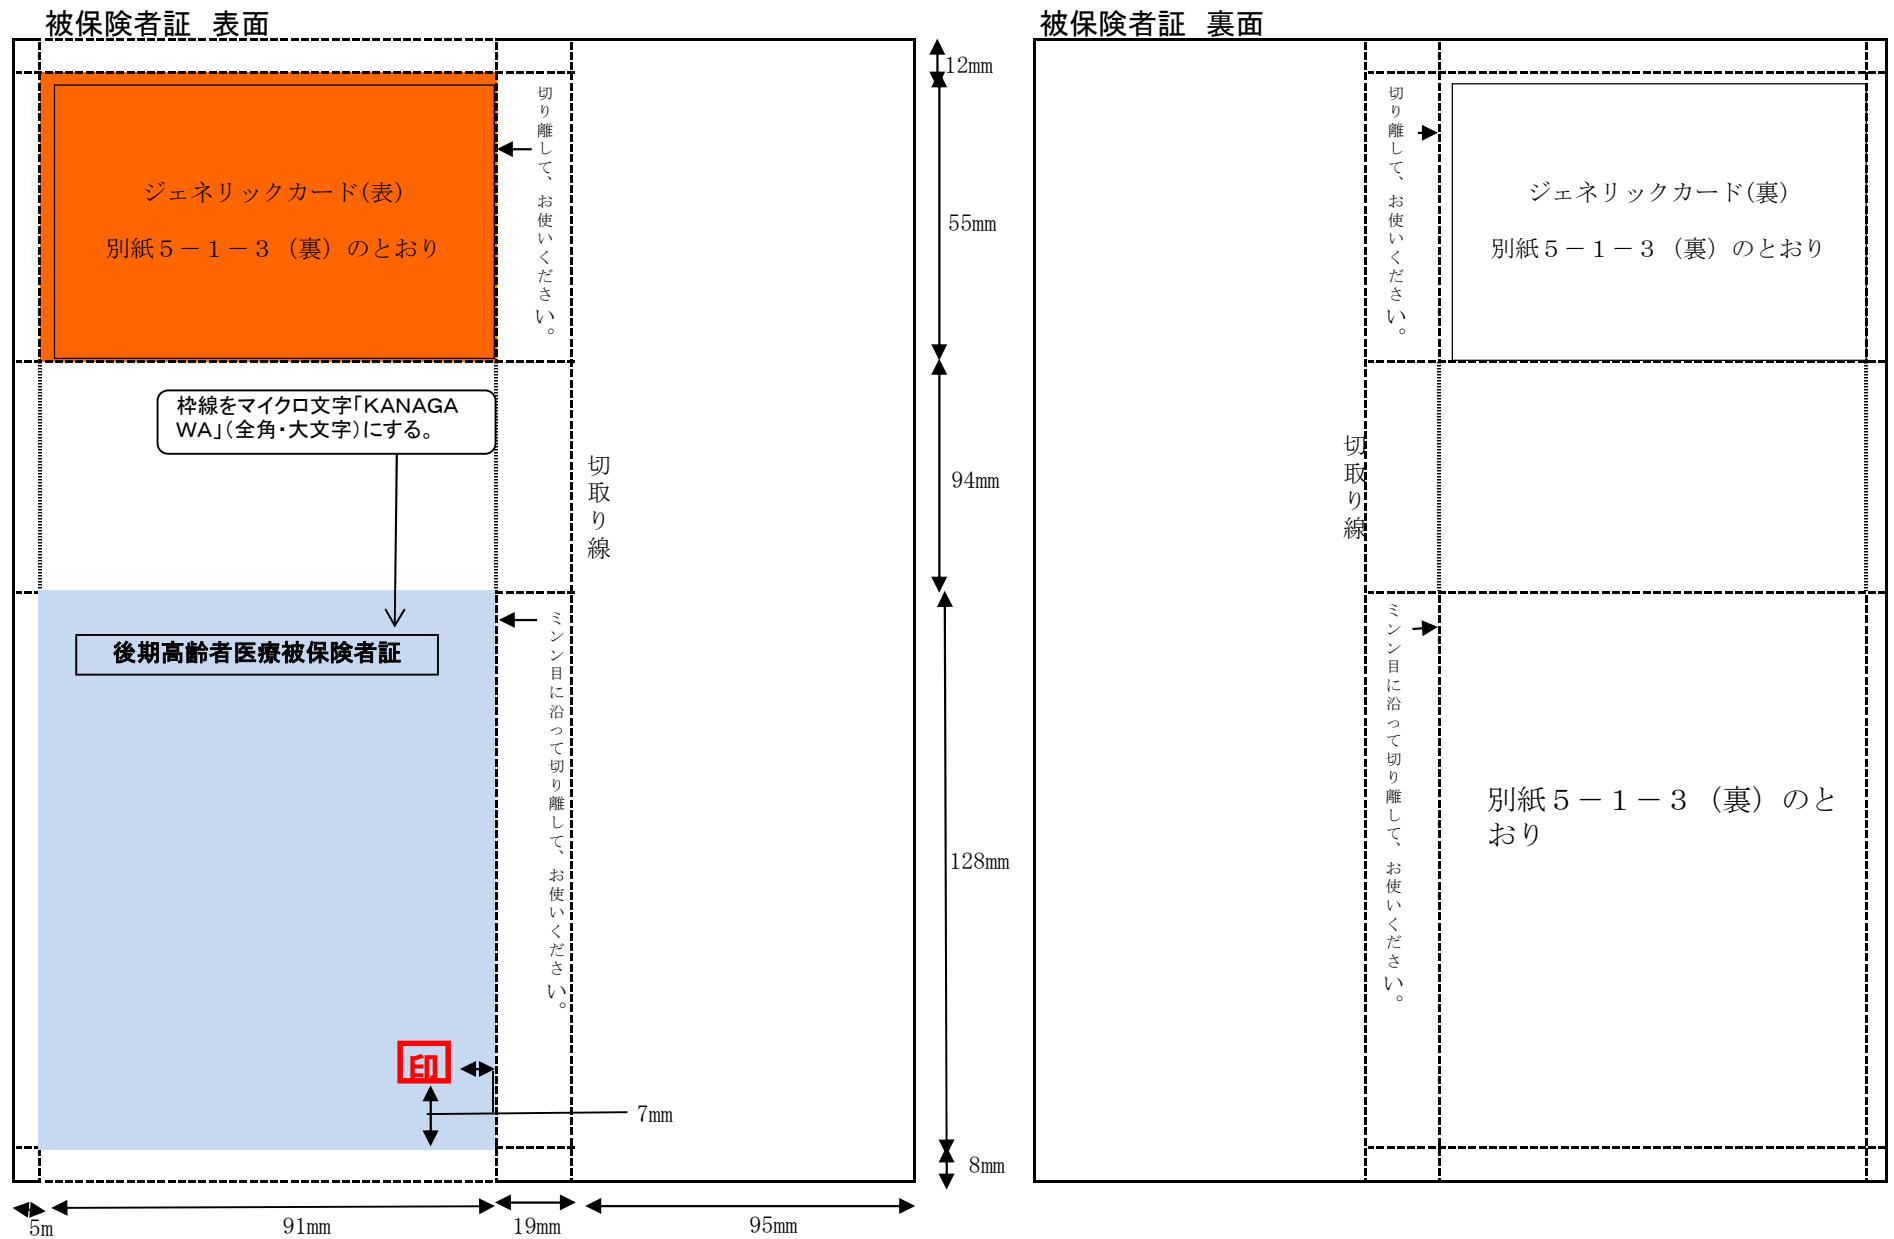 被保険者証　表面
ジェネリックカード(表)
別紙５－１－３（裏）のとおり
切り離して、お使いください。
枠線をマイクロ文字「KANAGA
WA」（全角・大文字）にする。
切取り線
後期高齢者医療被保険者証
ミシン目に沿って切り離して、お使いください。
印
7mm
12mm
55mm
94mm
128mm
8mm
5m
91mm
19mm
95mm
被保険者証　裏面
切り離して、お使いください。
ジェネリックカード(裏)
別紙５－１－３（裏）のとおり
切取り線
ミシン目に沿って切り離して、お使いください。
別紙５－１－３（裏）のと
おり